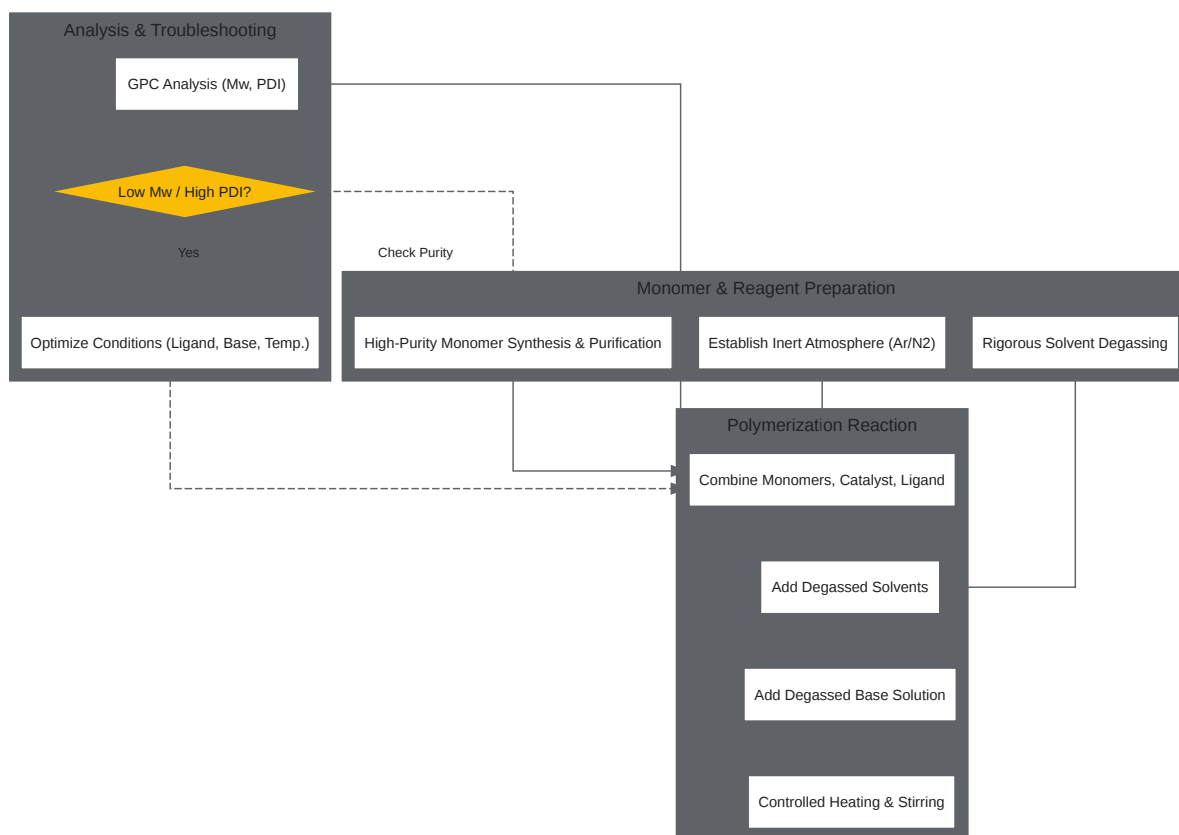 Analysis & Troubleshooting
GPC Analysis (Mw, PDI)
Low Mw / High PDI?
Yes
Check Purity
Optimize Conditions (Ligand, Base, Temp.)
Monomer & Reagent Preparation
High-Purity Monomer Synthesis & Purification
Establish Inert Atmosphere (Ar/N2)
Rigorous Solvent Degassing
Polymerization Reaction
Combine Monomers, Catalyst, Ligand
Add Degassed Solvents
Add Degassed Base Solution
Controlled Heating & Stirring